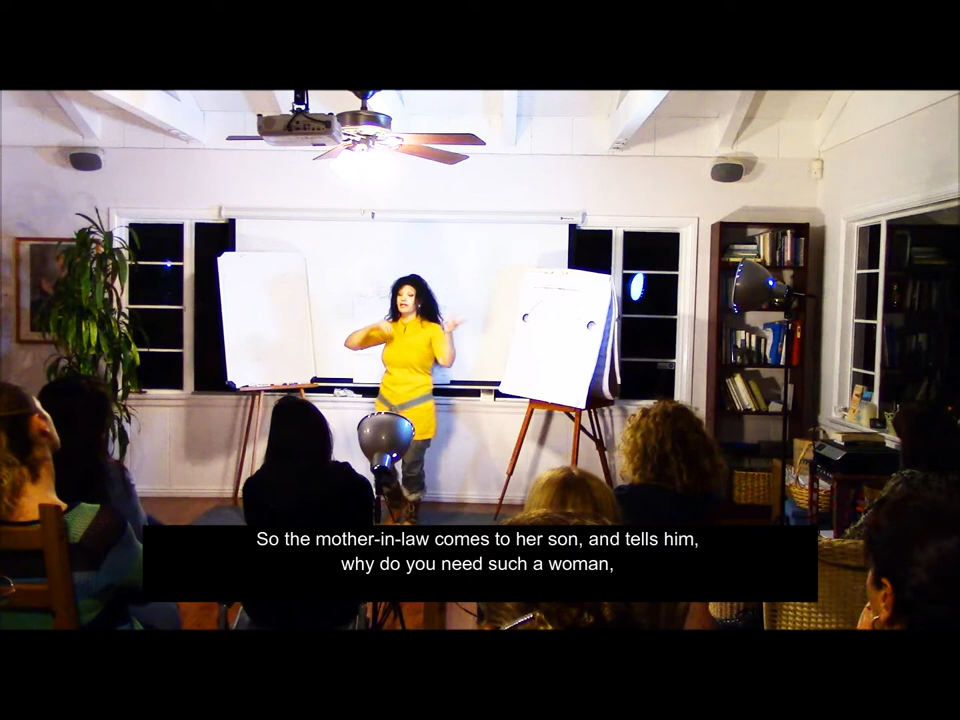 So the mother-in-law comes to her son, and tells him,
why do you need such a woman,